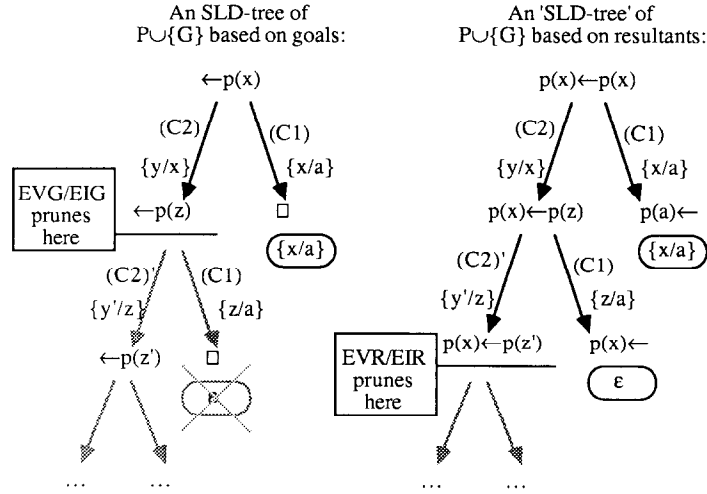 An SLD-tree of
P∪{G} based on goals:
←p(x)
(C2)
(C1)
{y/x}
{x/a}
EVG/EIG
prunes
here
←p(z)
□
{x/a}
(C2)'
(C1)
{y'/z}
{z/a}
←p(z')
□
ε
...
...
An 'SLD-tree' of
P∪{G} based on resultants:
p(x)←p(x)
(C2)
(C1)
{y/x}
{x/a}
p(x)←p(z)
p(a)←
{x/a}
(C2)'
(C1)
{y'/z}
{z/a}
EVR/EIR
prunes
here
p(x)←p(z')
p(x)←
ε
...
...